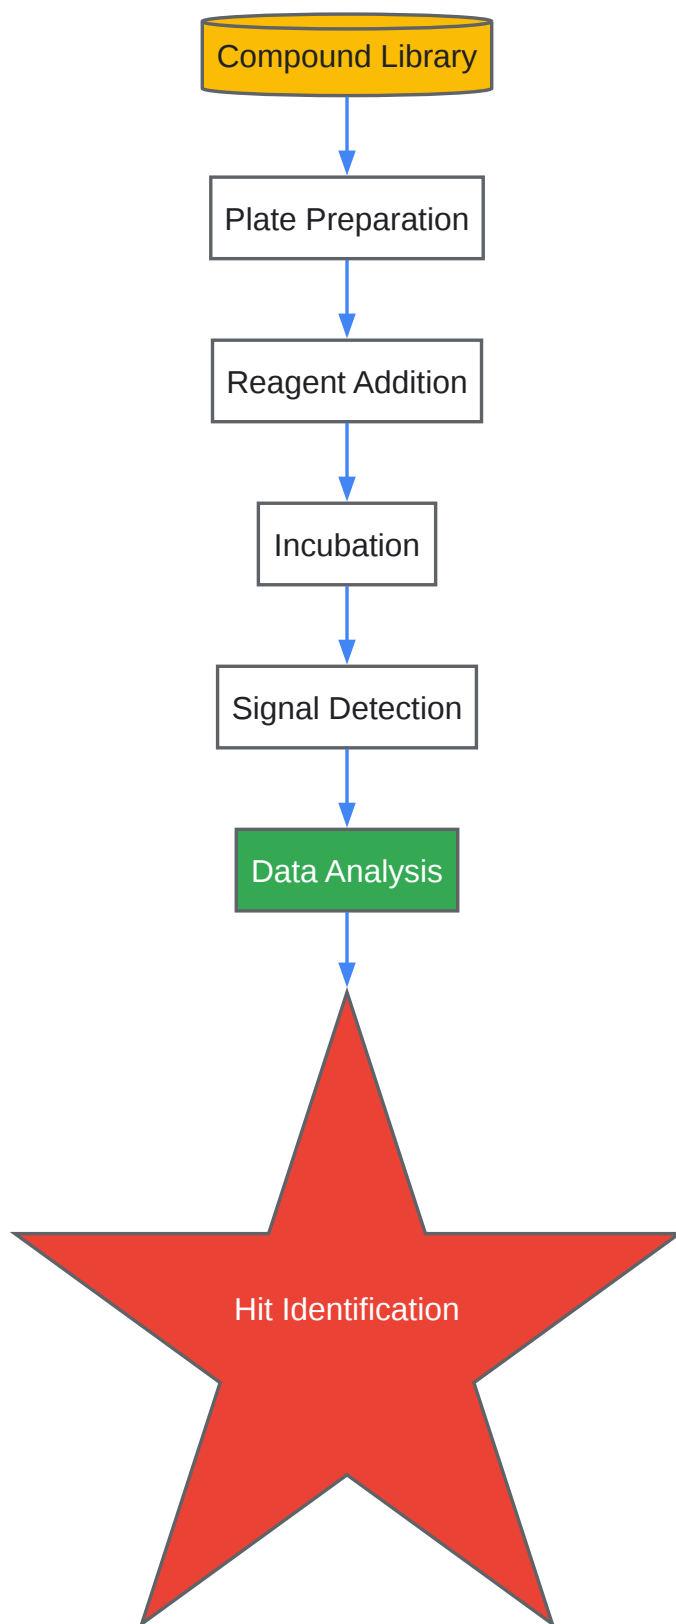 Compound Library
Plate Preparation
Reagent Addition
Incubation
Signal Detection
Data Analysis
Hit Identification